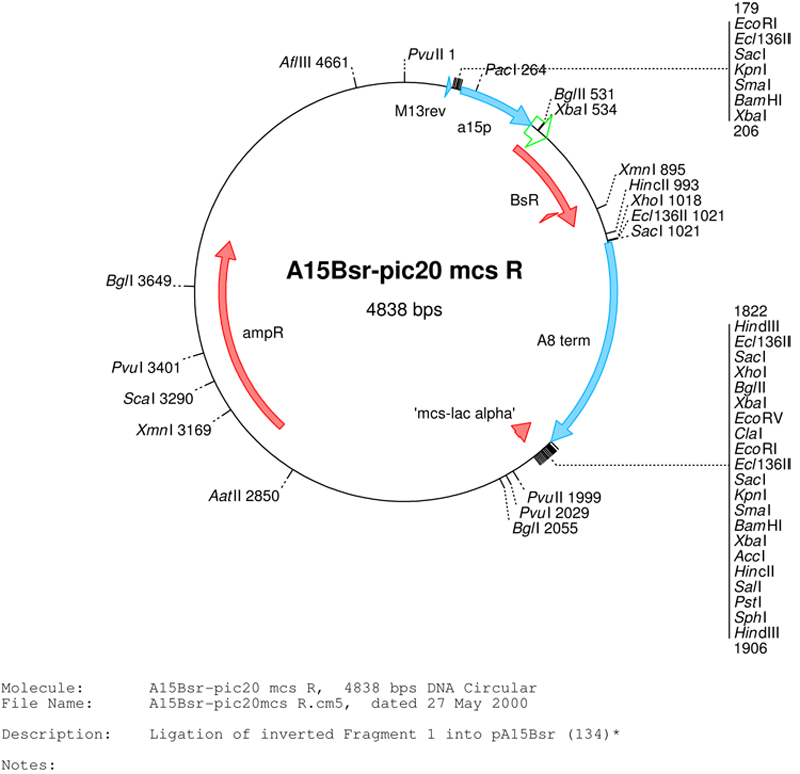 179
EcoRI
Ecl136II
SacI
KpnI
SmaI
BamHI
XbaI
206
AflIII 4661
PvuII 1
PacI 264
M13rev
a15p
BglII 531
XbaI 534
BsR
XmnI 895
HincII 993
XhoI 1018
Ecl136II 1021
SacI 1021
A15Bsr-pic20 mcs R
4838 bps
BglI 3649
ampR
A8 term
PvuI 3401
ScaI 3290
XmnI 3169
'mcs-lac alpha'
AatII 2850
PvuII 1999
PvuI 2029
BglI 2055
1822
HindIII
Ecl136II
SacI
XhoI
BglII
XbaI
EcoRV
ClaI
EcoRI
Ecl136II
SacI
KpnI
SmaI
BamHI
XbaI
AccI
HincII
SalI
PstI
SphI
HindIII
1906
Molecule: A15Bsr-pic20 mcs R, 4838 bps DNA Circular
File Name: A15Bsr-pic20mcs R.cm5, dated 27 May 2000
Description: Ligation of inverted Fragment 1 into pA15Bsr (134)*
Notes: